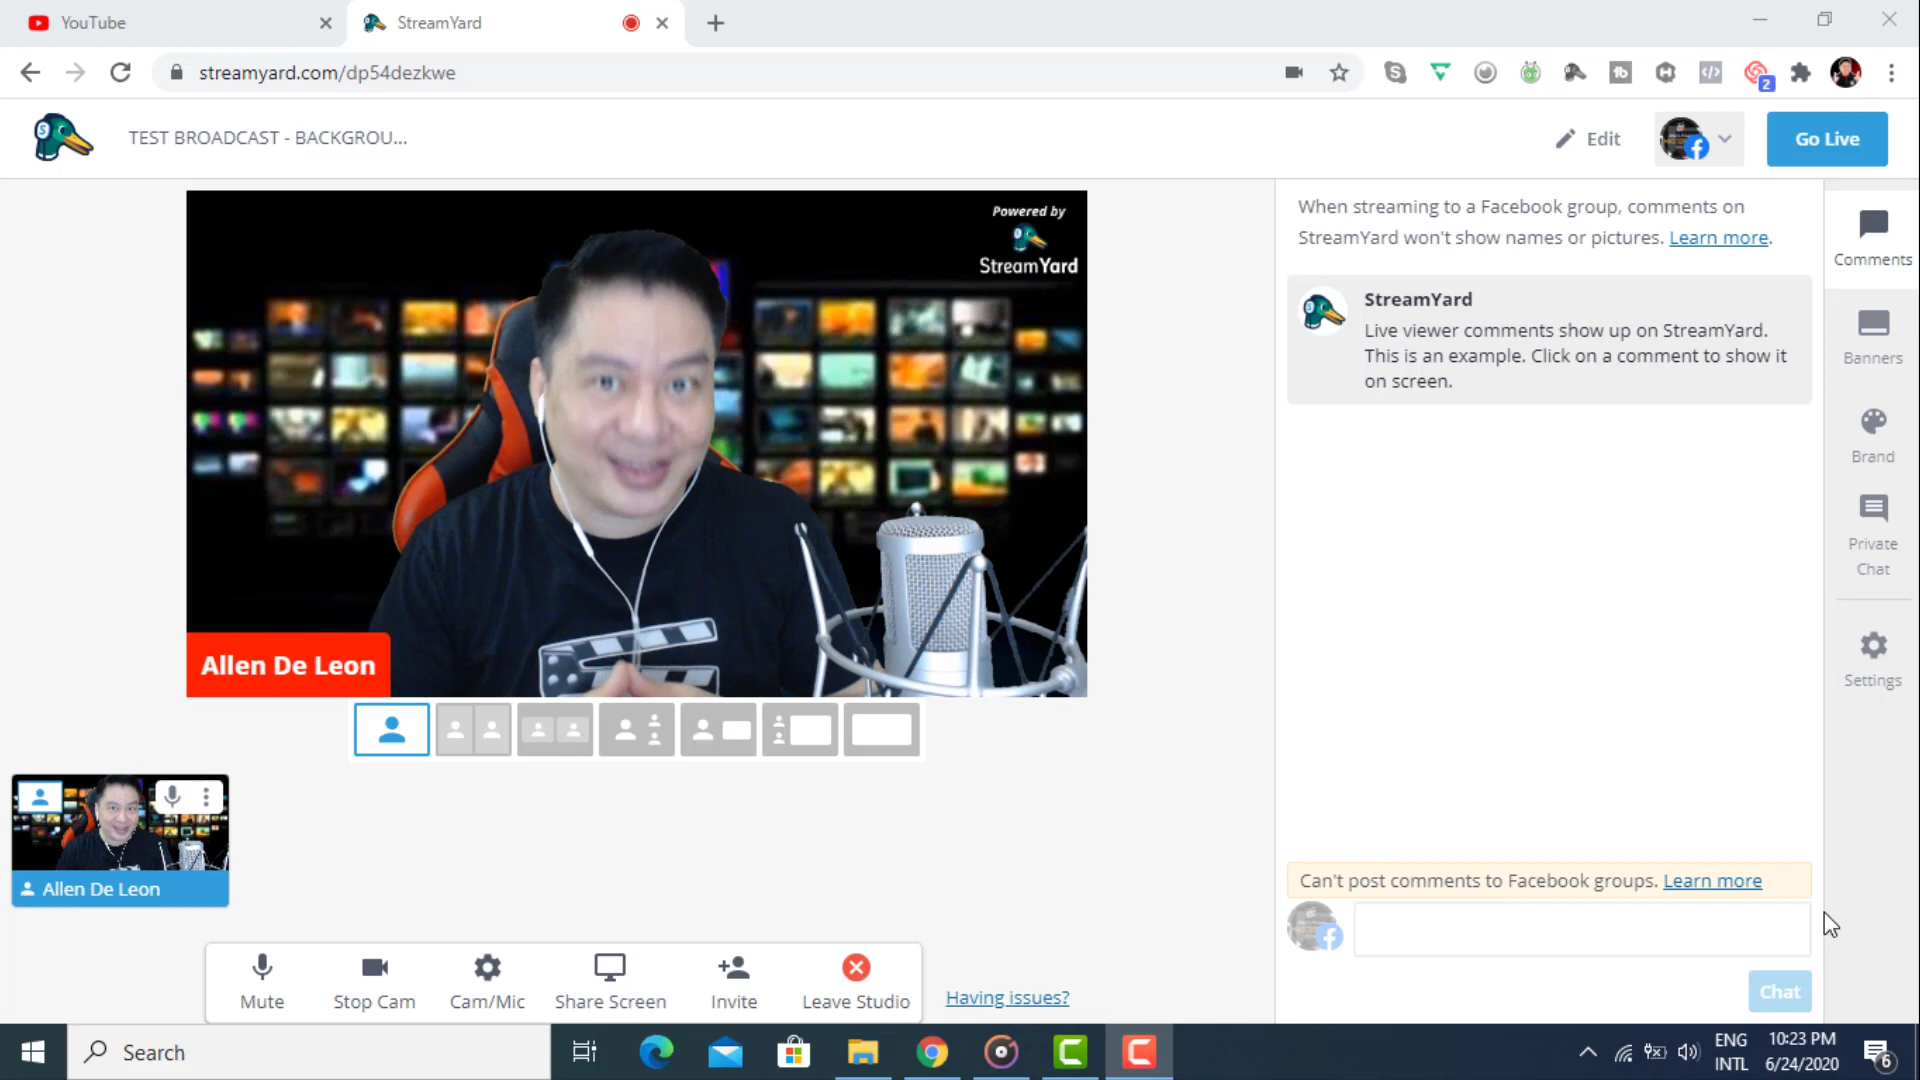 YouTube
StreamYard
streamyard.com/dp54dezkwe
2
TEST BROADCAST - BACKGROU...
Edit
Go Live
Powered by
StreamYard
Allen De Leon
When streaming to a Facebook group, comments on
StreamYard won't show names or pictures. Learn more.
StreamYard
Live viewer comments show up on StreamYard.
This is an example. Click on a comment to show it
on screen.
Comments
Banners
Brand
Private
Chat
Settings
Allen De Leon
Can't post comments to Facebook groups. Learn more
Chat
Mute
Stop Cam
Cam/Mic
Share Screen
Invite
Leave Studio
Having issues?
Search
ENG
INTL
10:23 PM
6/24/2020
6